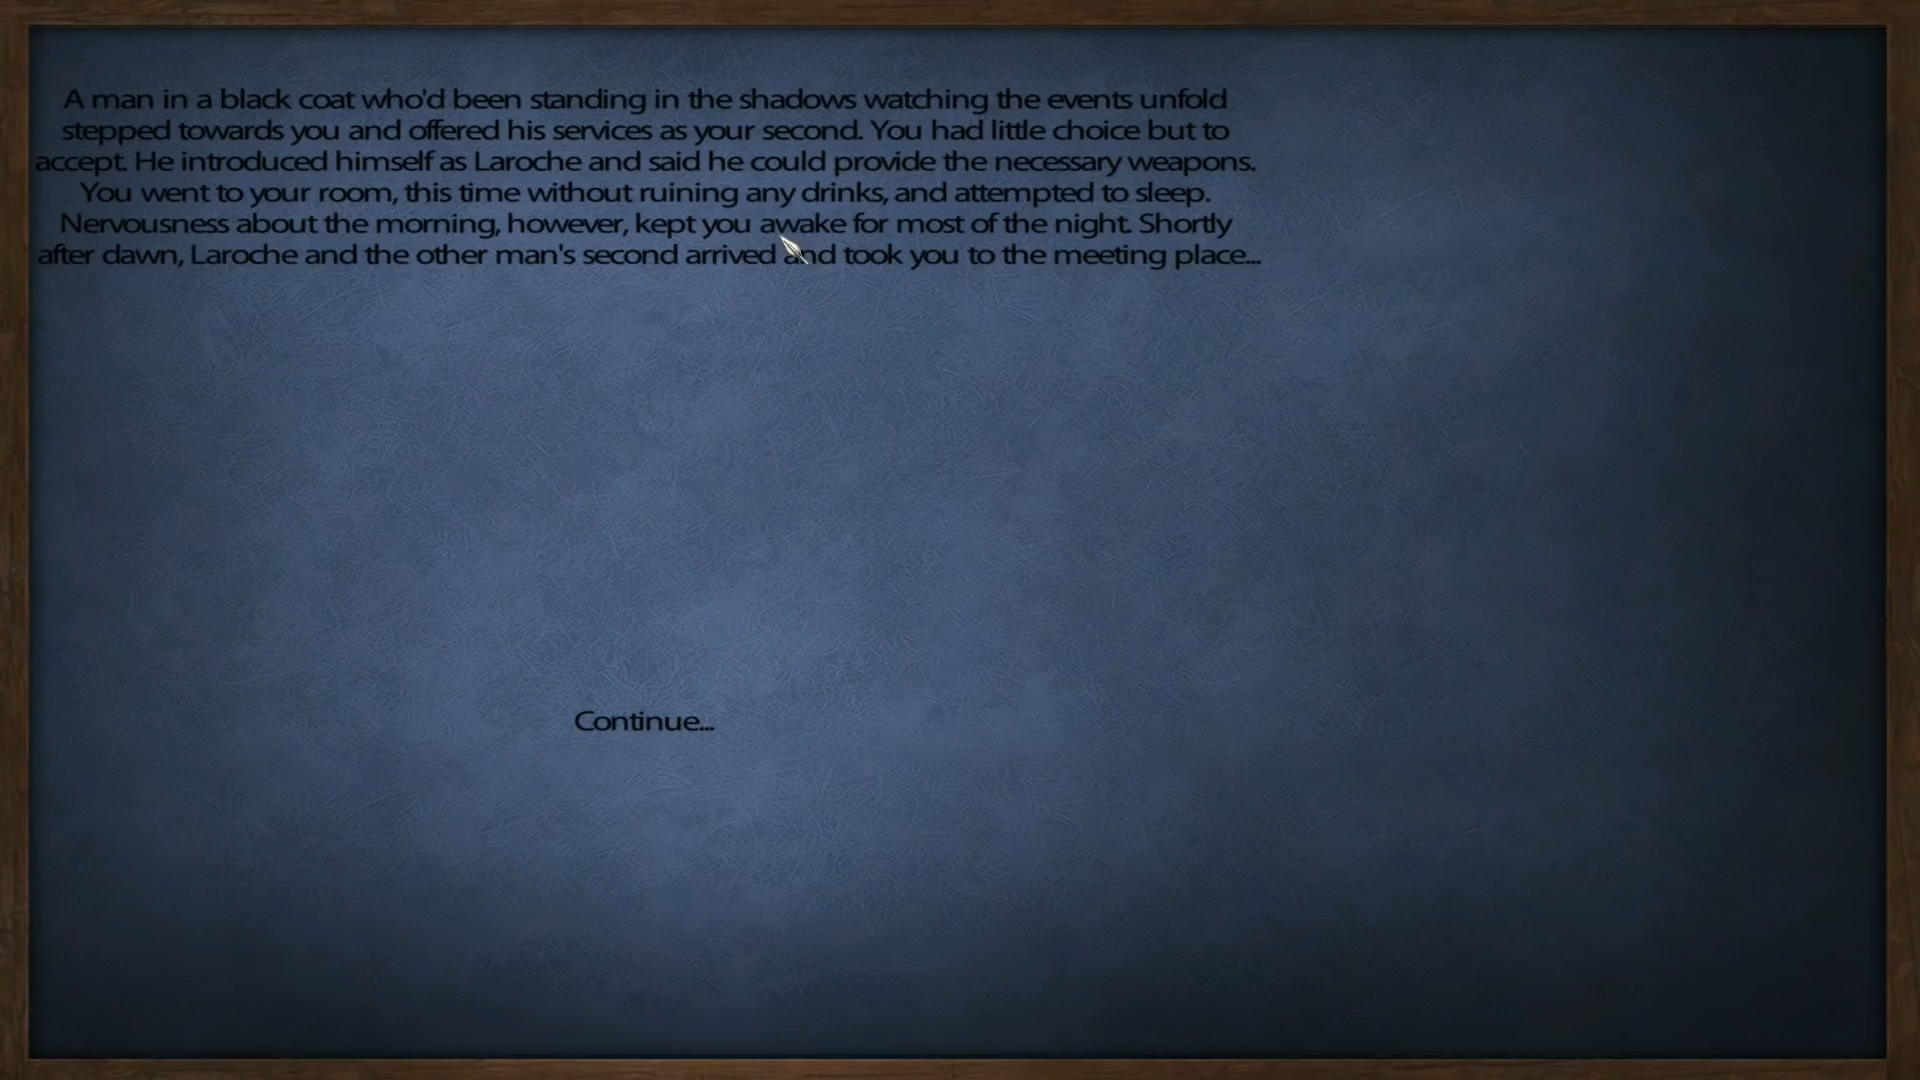 A man in a black coat who'd been standing in the shadows watching the events unfold
stepped towards you and offered his services as your second. You had little choice but to
accept. He introduced himself as Laroche and said he could provide the necessary weapons.
You went to your room, this time without ruining any drinks, and attempted to sleep.
Nervousness about the morning, however, kept you awake for most of the night. Shortly
after dawn, Laroche and the other man's second arrived and took you to the meeting place...
Continue...